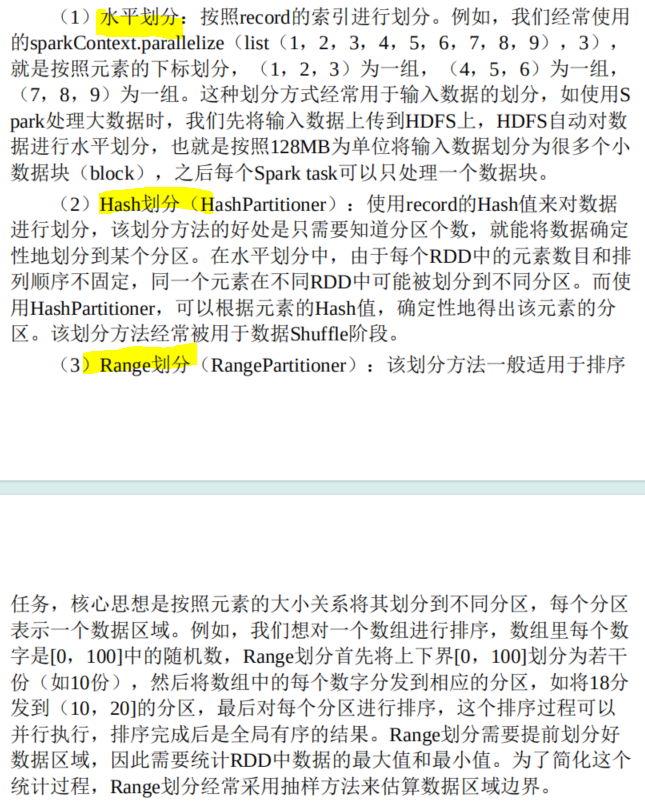 （1）水平划分：按照record的索引进行划分。例如，我们经常使用
的sparkContext.parallelize（list（1，2，3，4，5，6，7，8，9），3），
就是按照元素的下标划分，（1，2，3）为一组，（4，5，6）为一组，
（7，8，9）为一组。这种划分方式经常用于输入数据的划分，如使用S
park处理大数据时，我们先将输入数据上传到HDFS上，HDFS自动对数
据进行水平划分，也就是按照128MB为单位将输入数据划分为很多个小
数据块（block），之后每个Spark task可以只处理一个数据块。
（2）Hash划分（HashPartitioner）：使用record的Hash值来对数据
进行划分，该划分方法的好处是只需要知道分区个数，就能将数据确定
性地划分到某个分区。在水平划分中，由于每个RDD中的元素数目和排
列顺序不固定，同一个元素在不同RDD中可能被划分到不同分区。而使
用HashPartitioner，可以根据元素的Hash值，确定性地得出该元素的分
区。该划分方法经常被用于数据Shuffle阶段。
（3）Range划分（RangePartitioner）：该划分方法一般适用于排序
任务，核心思想是按照元素的大小关系将其划分到不同分区，每个分区
表示一个数据区域。例如，我们想对一个数组进行排序，数组里每个数
字是[0，100]中的随机数，Range划分首先将上下界[0，100]划分为若干
份（如10份），然后将数组中的每个数字分发到相应的分区，如将18分
发到（10，20]的分区，最后对每个分区进行排序，这个排序过程可以
并行执行，排序完成后是全局有序的结果。Range划分需要提前划分好
数据区域，因此需要统计RDD中数据的最大值和最小值。为了简化这个
统计过程，Range划分经常采用抽样方法来估算数据区域边界。